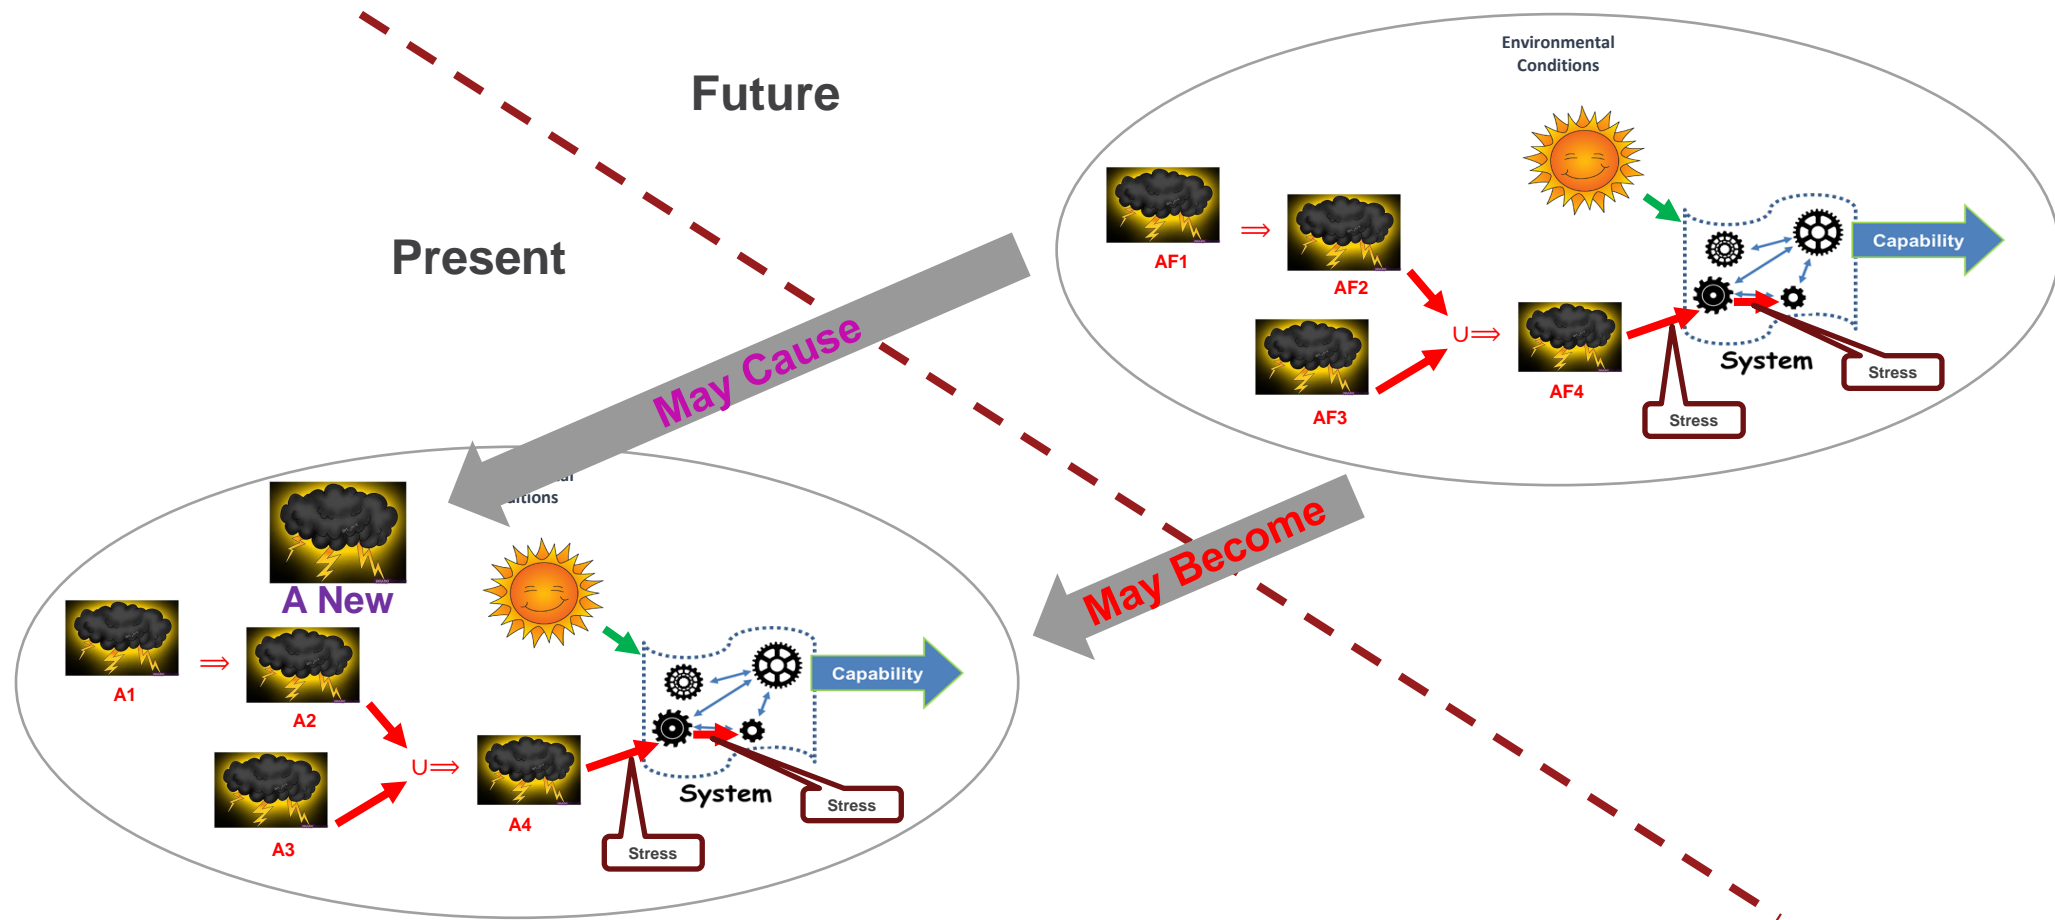 Environmental
Conditions
Future
Present
AF1
⇒
AF2
AF3
U⇒
AF4
Capability
System
Stress
Stress
May Cause
May Become
A New
A1
⇒
A2
A3
U⇒
A4
Capability
System
Stress
Stress